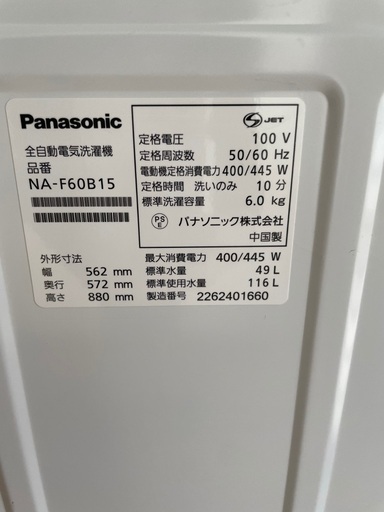 Panasonic
全自動電気洗濯機
品番
NA-F60B15
S JET
定格電圧 100 V
定格周波数 50/60 Hz
電動機定格消費電力 400/445 W
定格時間 洗いのみ 10 分
標準洗濯容量 6.0 kg
PSE パナソニック株式会社
中国製
外形寸法
幅 562 mm
奥行 572 mm
高さ 880 mm
最大消費電力 400/445 W
標準水量 49 L
標準使用水量 116 L
製造番号 2262401660